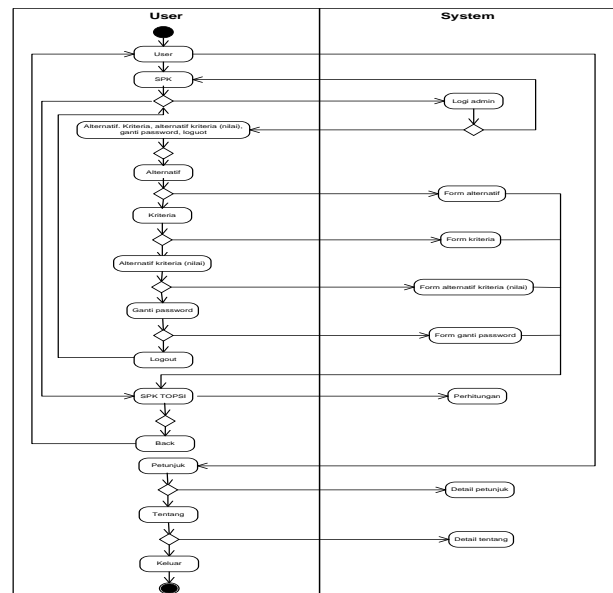 User
System
User
SPK
Logi admin
Alternatif. Kriteria, alternatif kriteria (nilai),
ganti password, loguot
Alternatif
Form alternatif
Kriteria
Form kriteria
Alternatif kriteria (nilai)
Form alternatif kriteria (nilai)
Ganti password
Form ganti password
Logout
SPK TOPSI
Perhitungan
Back
Petunjuk
Detail petunjuk
Tentang
Detail tentang
Keluar